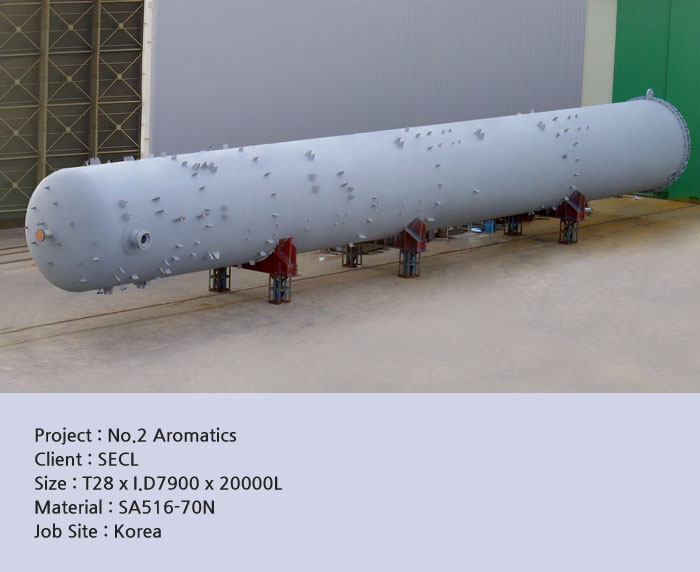 Project : No.2 Aromatics
Client : SECL
Size : T28 x I.D7900 x 20000L
Material : SA516-70N
Job Site : Korea